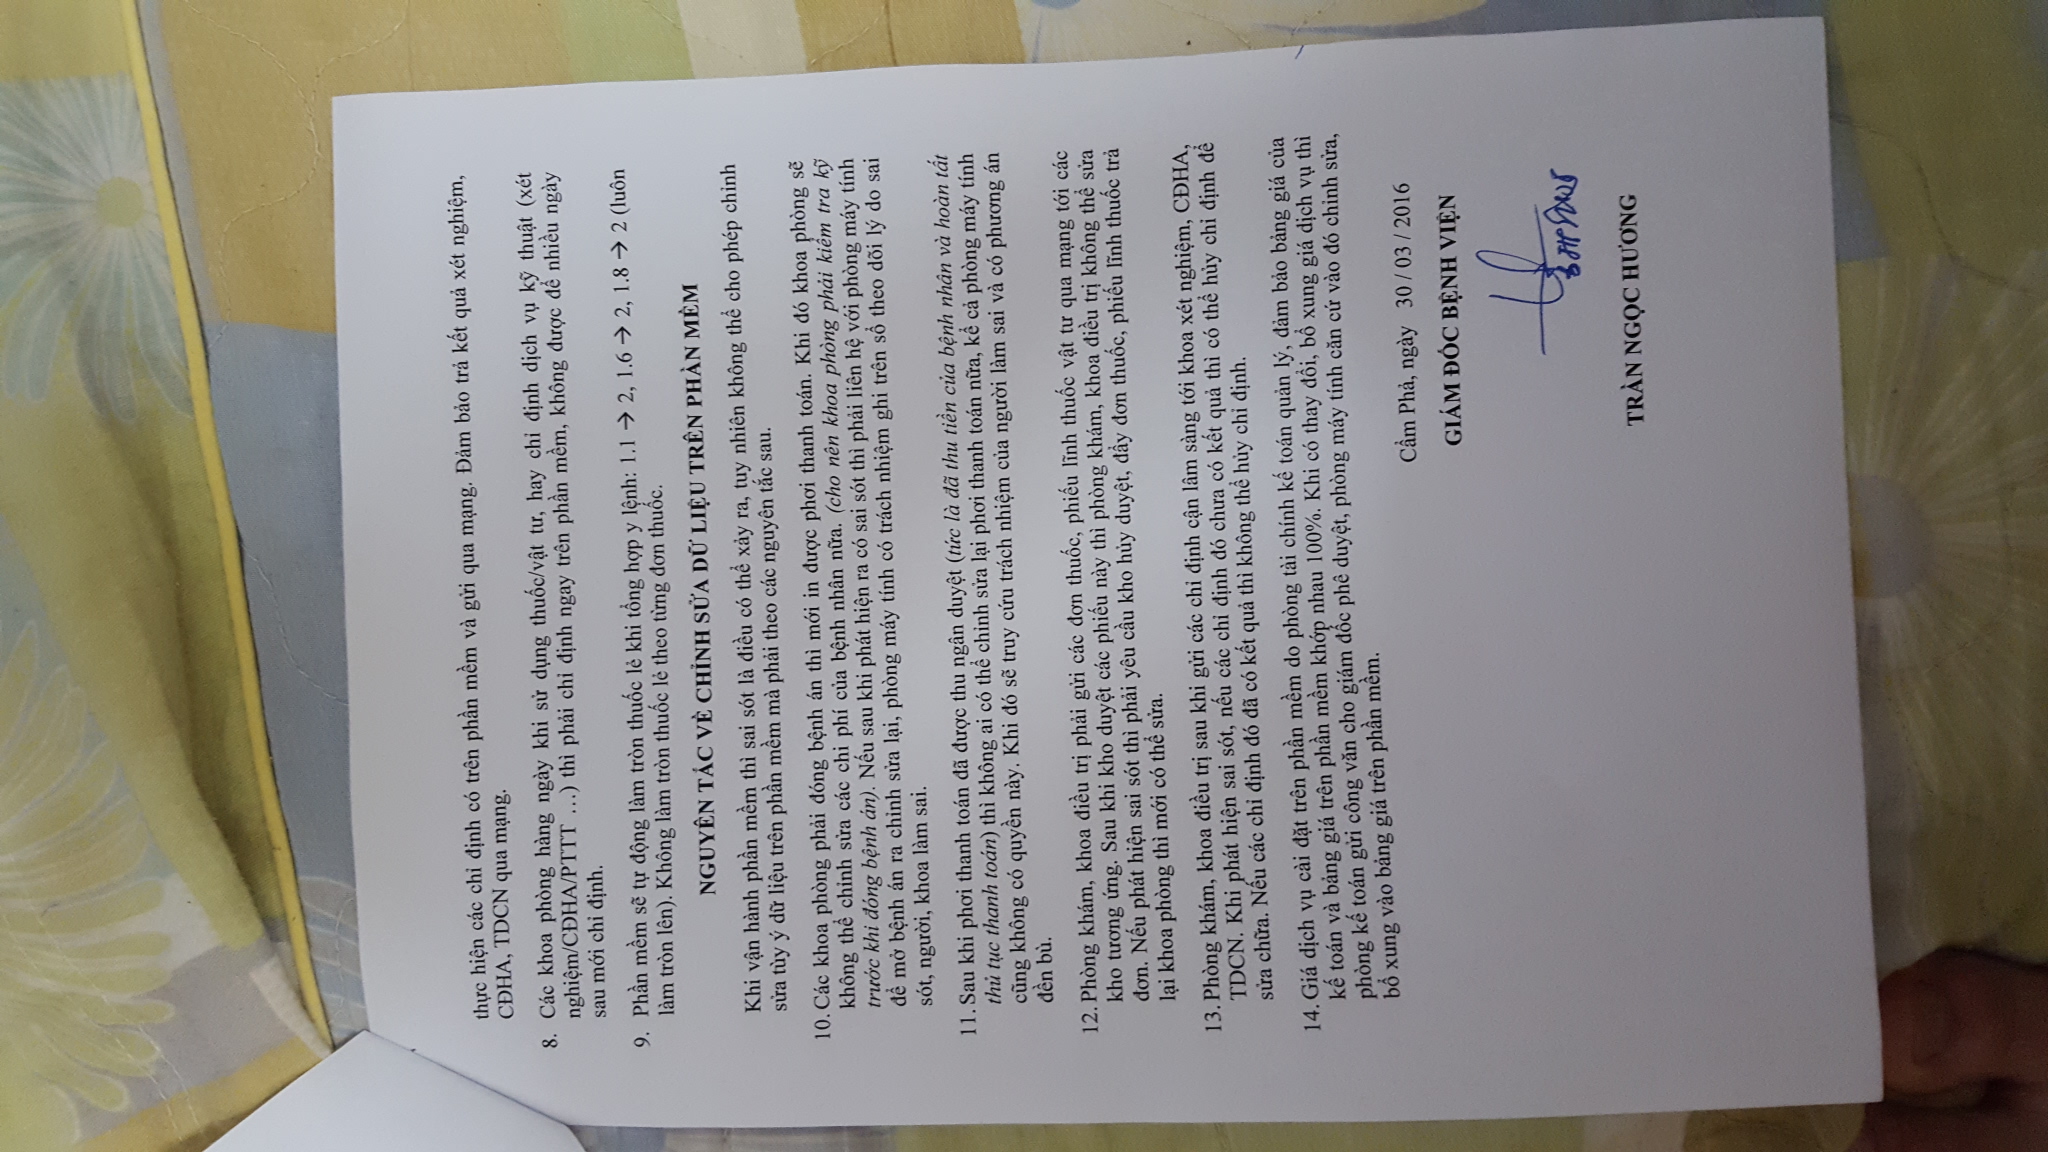 thực hiện các chỉ định có trên phần mềm và gửi qua mạng. Đảm bảo trả kết quả xét nghiệm,
CĐHA, TDCN qua mạng.
8. Các khoa phòng hàng ngày khi sử dụng thuốc/vật tư, hay chỉ định dịch vụ kỹ thuật (xét
nghiệm/CĐHA/PTTT …) thì phải chỉ định ngay trên phần mềm, không được để nhiều ngày
sau mới chỉ định.
9. Phần mềm sẽ tự động làm tròn thuốc lẻ khi tổng hợp y lệnh: 1.1 → 2, 1.6 → 2, 1.8 → 2 (luôn
làm tròn lên). Không làm tròn thuốc lẻ theo từng đơn thuốc.
NGUYÊN TẮC VỀ CHỈNH SỬA DỮ LIỆU TRÊN PHẦN MỀM
Khi vận hành phần mềm thì sai sót là điều có thể xảy ra, tuy nhiên không thể cho phép chỉnh
sửa tùy ý dữ liệu trên phần mềm mà phải theo các nguyên tắc sau.
10. Các khoa phòng phải đóng bệnh án thì mới in được phơi thanh toán. Khi đó khoa phòng sẽ
không thể chỉnh sửa các chi phí của bệnh nhân nữa. (cho nên khoa phòng phải kiểm tra kỹ
trước khi đóng bệnh án). Nếu sau khi phát hiện ra có sai sót thì phải liên hệ với phòng máy tính
để mở bệnh án ra chỉnh sửa lại, phòng máy tính có trách nhiệm ghi trên sổ theo dõi lý do sai
sót, người, khoa làm sai.
11. Sau khi phơi thanh toán đã được thu ngân duyệt (tức là đã thu tiền của bệnh nhân và hoàn tất
thủ tục thanh toán) thì không ai có thể chỉnh sửa lại phơi thanh toán nữa, kể cả phòng máy tính
cũng không có quyền này. Khi đó sẽ truy cứu trách nhiệm của người làm sai và có phương án
đền bù.
12. Phòng khám, khoa điều trị phải gửi các đơn thuốc, phiếu lĩnh thuốc vật tư qua mạng tới các
kho tương ứng. Sau khi kho duyệt các phiếu này thì phòng khám, khoa điều trị không thể sửa
đơn. Nếu phát hiện sai sót thì phải yêu cầu kho hủy duyệt, đẩy đơn thuốc, phiếu lĩnh thuốc trả
lại khoa phòng thì mới có thể sửa.
13. Phòng khám, khoa điều trị sau khi gửi các chỉ định cận lâm sàng tới khoa xét nghiệm, CĐHA,
TDCN. Khi phát hiện sai sót, nếu các chỉ định đó chưa có kết quả thì có thể hủy chỉ định để
sửa chữa. Nếu các chỉ định đó đã có kết quả thì không thể hủy chỉ định.
14. Giá dịch vụ cài đặt trên phần mềm do phòng tài chính kế toán quản lý, đảm bảo bảng giá của
kế toán và bảng giá trên phần mềm khớp nhau 100%. Khi có thay đổi, bổ xung giá dịch vụ thì
phòng kế toán gửi công văn cho giám đốc phê duyệt, phòng máy tính căn cứ vào đó chỉnh sửa,
bổ xung vào bảng giá trên phần mềm.
Cẩm Phả, ngày 30 / 03 / 2016
GIÁM ĐỐC BỆNH VIỆN
TRẦN NGỌC HƯƠNG